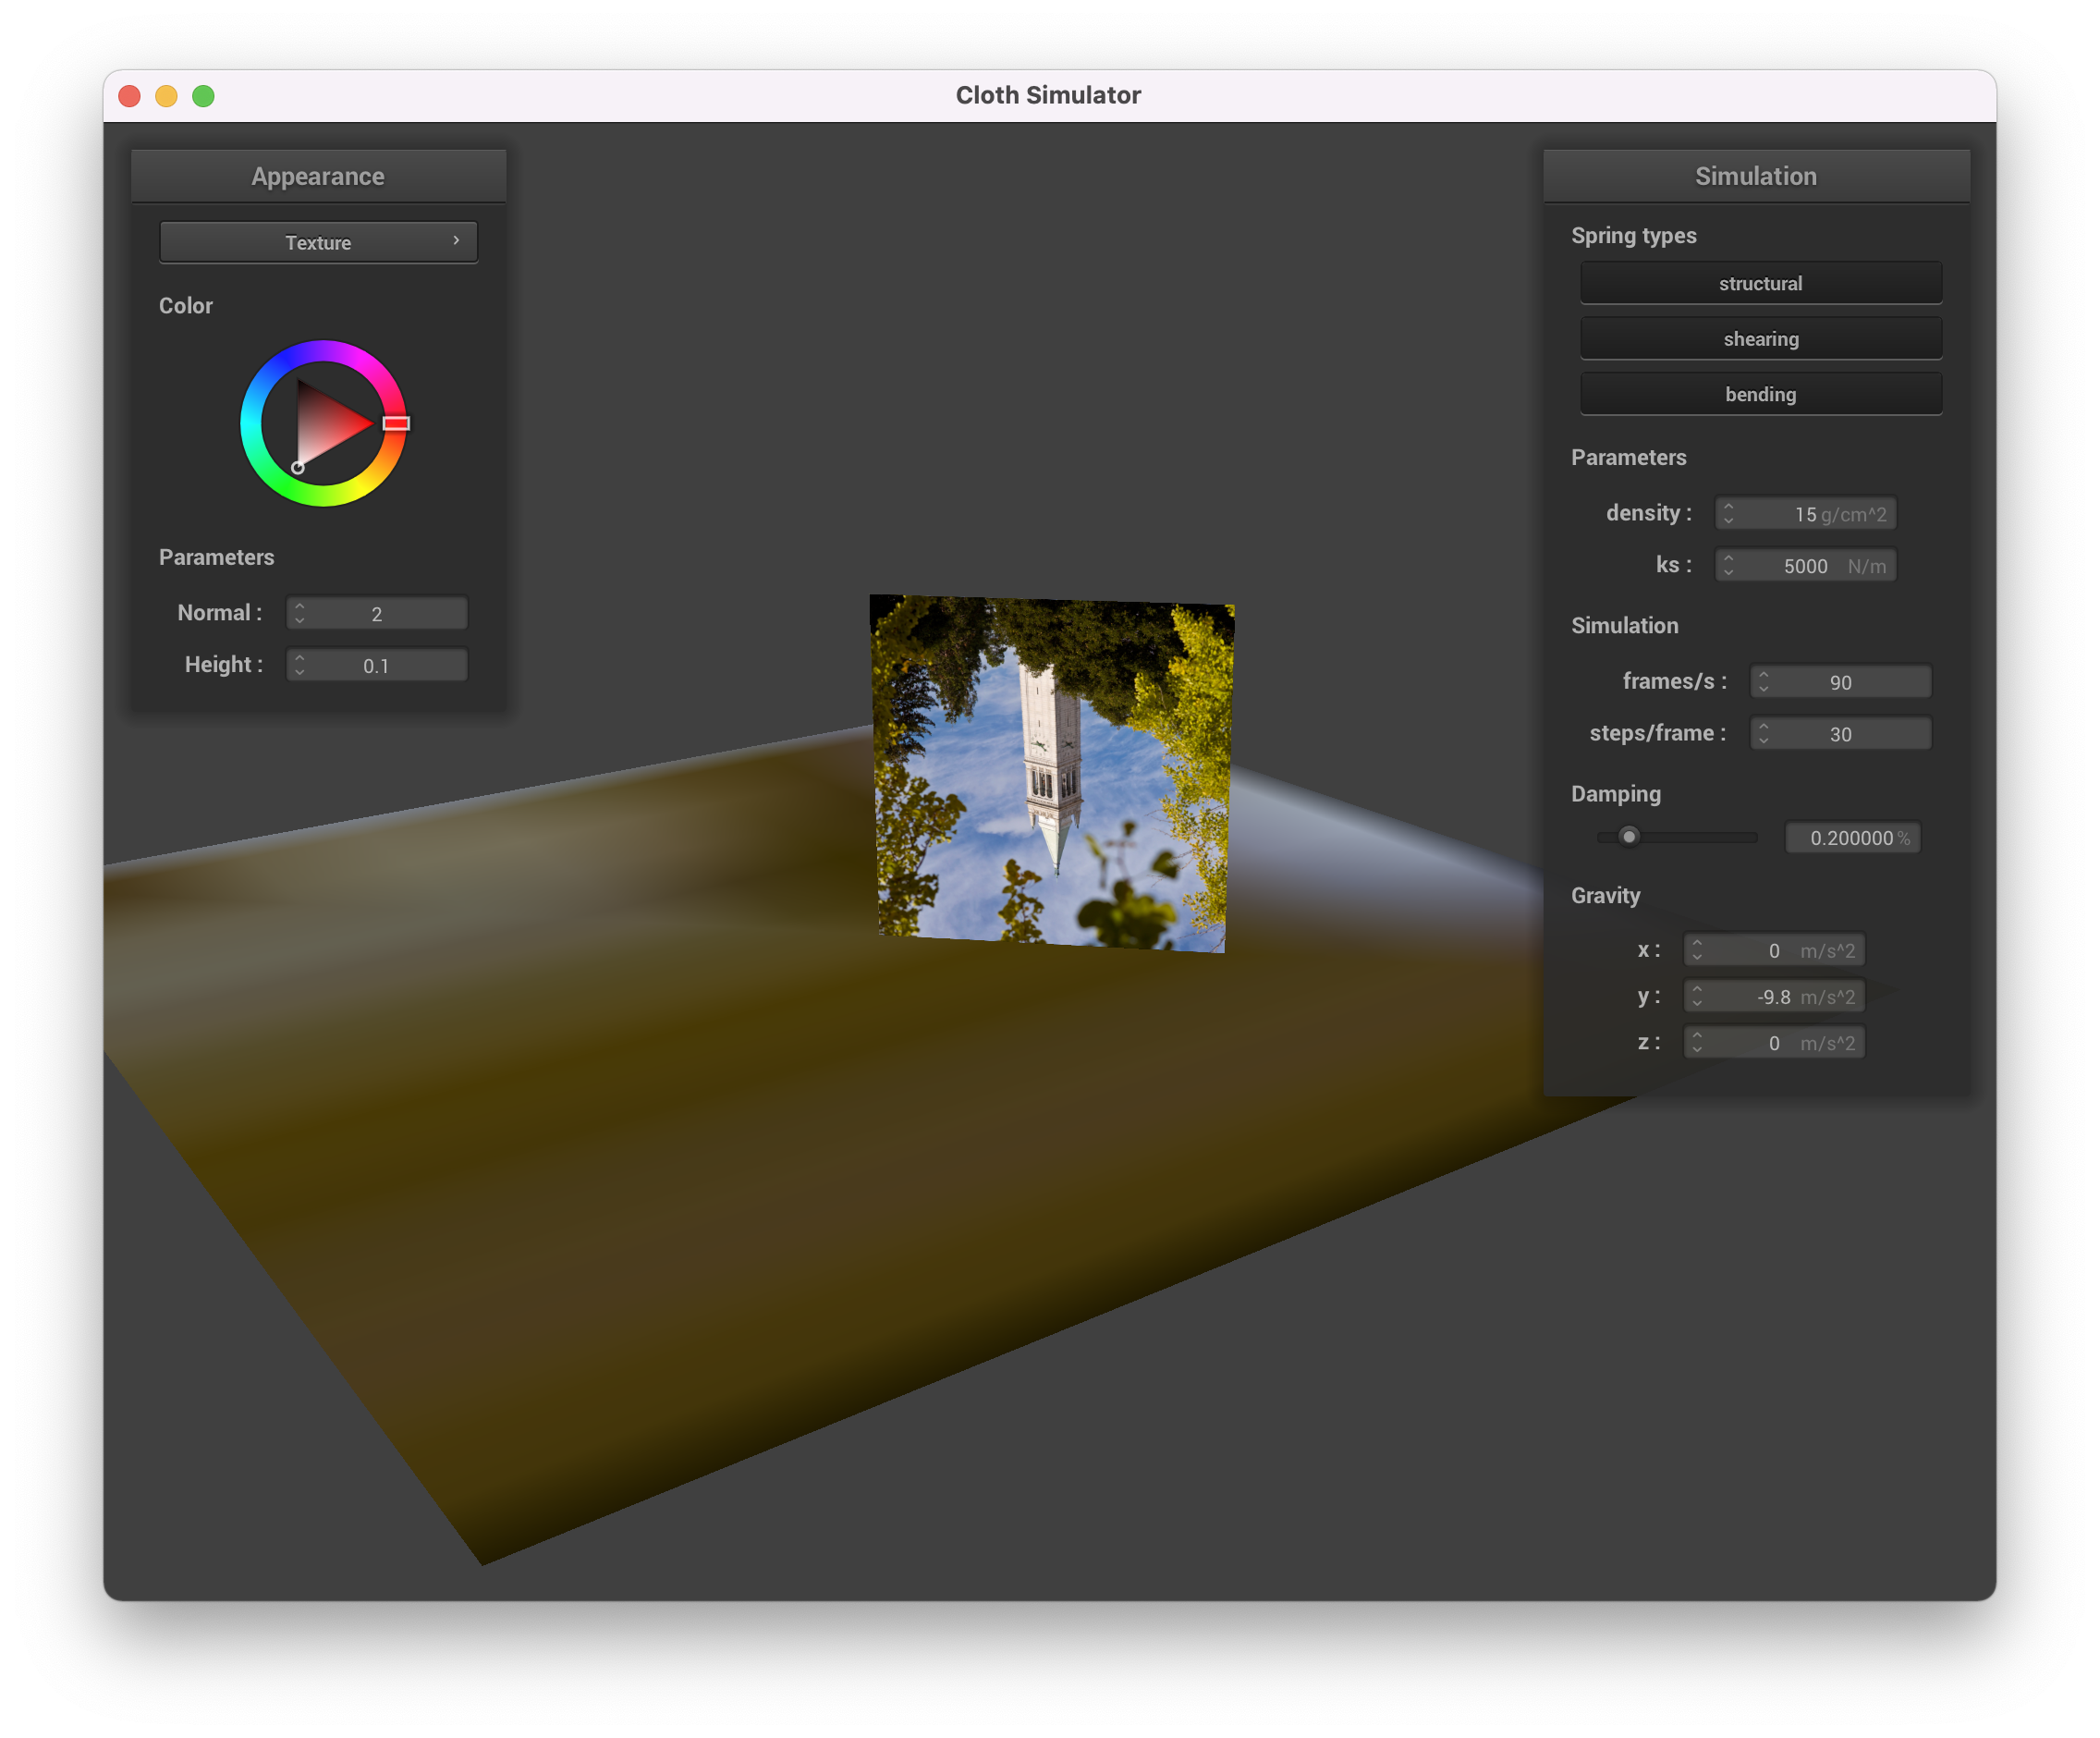 Cloth Simulator
Appearance
Texture
Color
Parameters
Normal : 2
Height : 0.1
Simulation
Spring types
structural
shearing
bending
Parameters
density : 15 g/cm^2
ks : 5000 N/m
Simulation
frames/s : 90
steps/frame : 30
Damping
0.200000 %
Gravity
x : 0 m/s^2
y : -9.8 m/s^2
z : 0 m/s^2